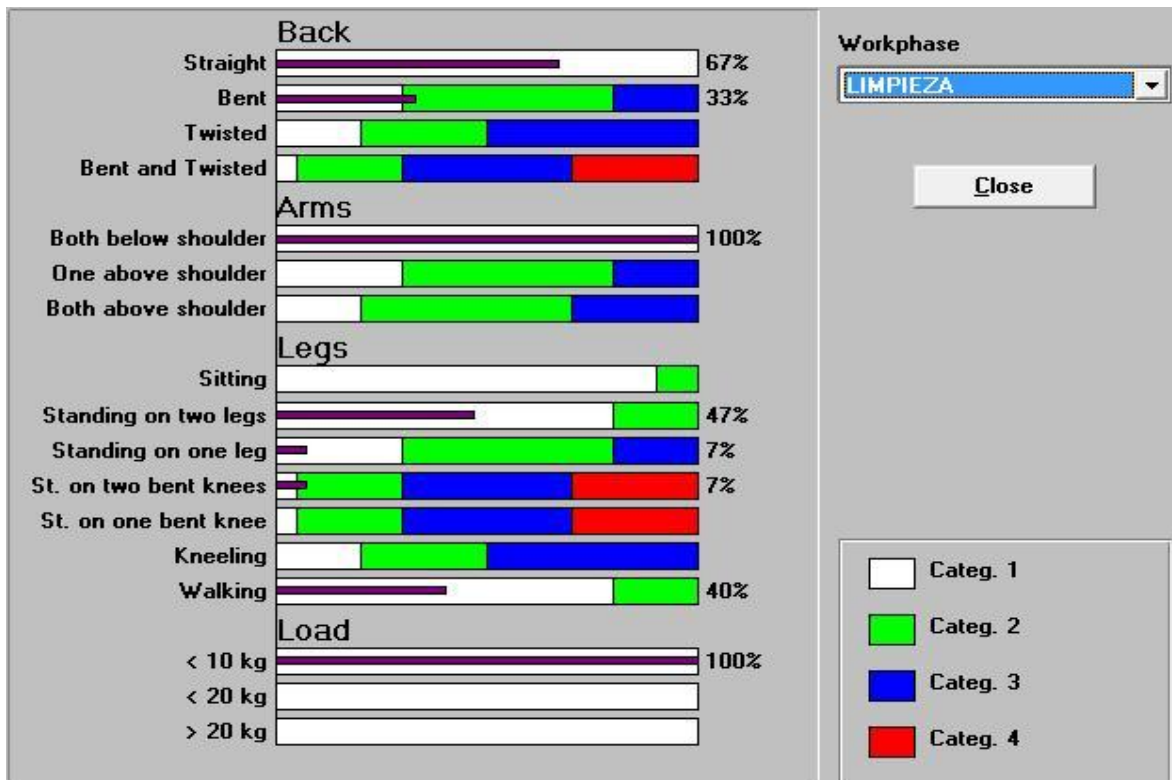 Back
Straight 67%
Bent 33%
Twisted
Bent and Twisted
Arms
Both below shoulder 100%
One above shoulder
Both above shoulder
Legs
Sitting
Standing on two legs 47%
Standing on one leg 7%
St. on two bent knees 7%
St. on one bent knee
Kneeling
Walking 40%
Load
< 10 kg 100%
< 20 kg
> 20 kg
Workphase
LIMPIEZA
Close
Categ. 1
Categ. 2
Categ. 3
Categ. 4